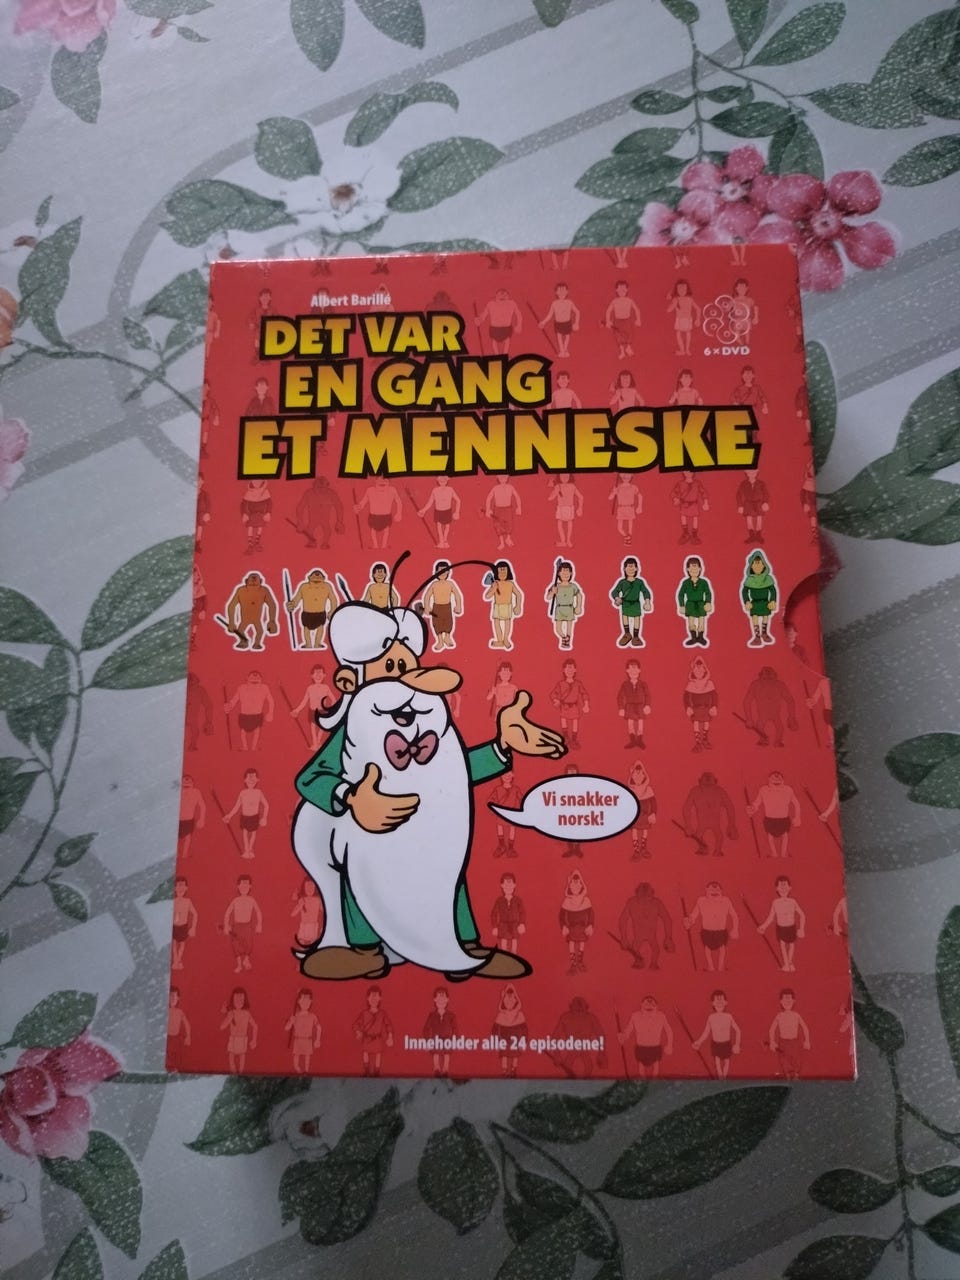 Albert Barillé
DET VAR
EN GANG
ET MENNESKE
6 × DVD
Vi snakker
norsk!
Inneholder alle 24 episodene!